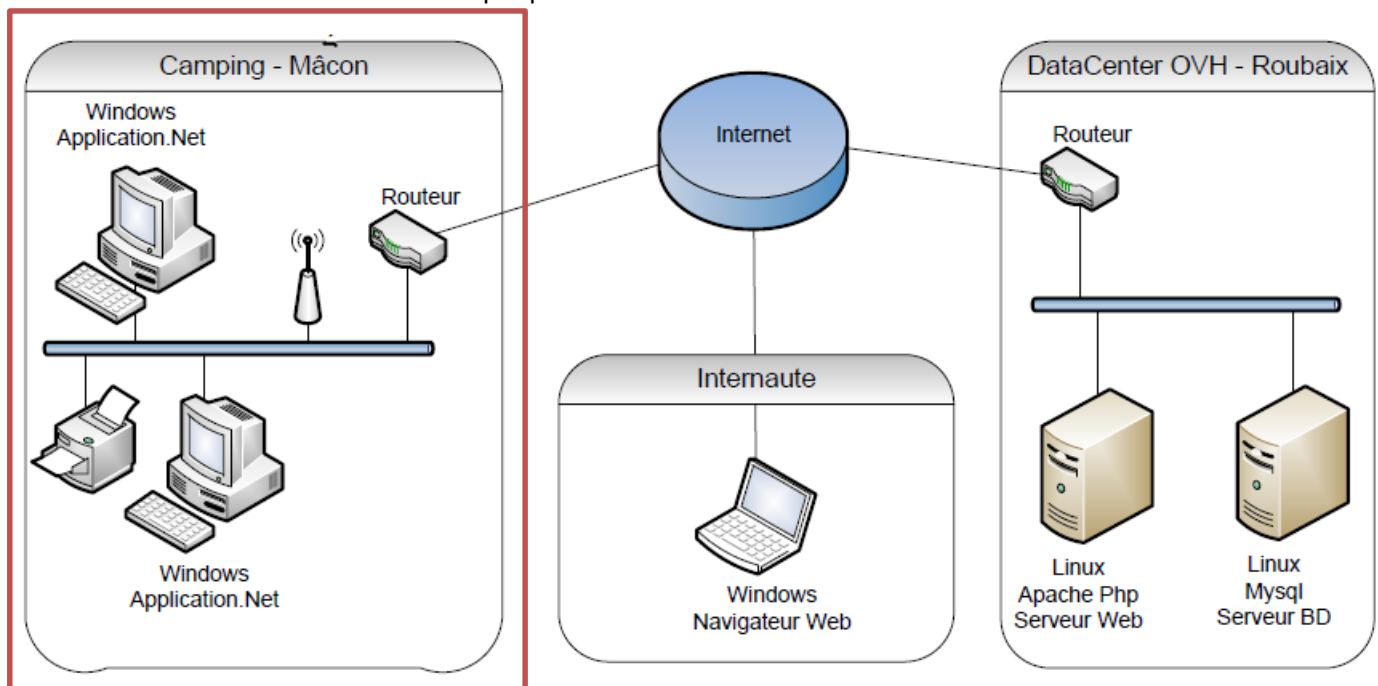 Camping - Mâcon
Windows
Application.Net
Routeur
Windows
Application.Net
Internet
Internaute
Windows
Navigateur Web
DataCenter OVH - Roubaix
Routeur
Linux
Apache Php
Serveur Web
Linux
Mysql
Serveur BD